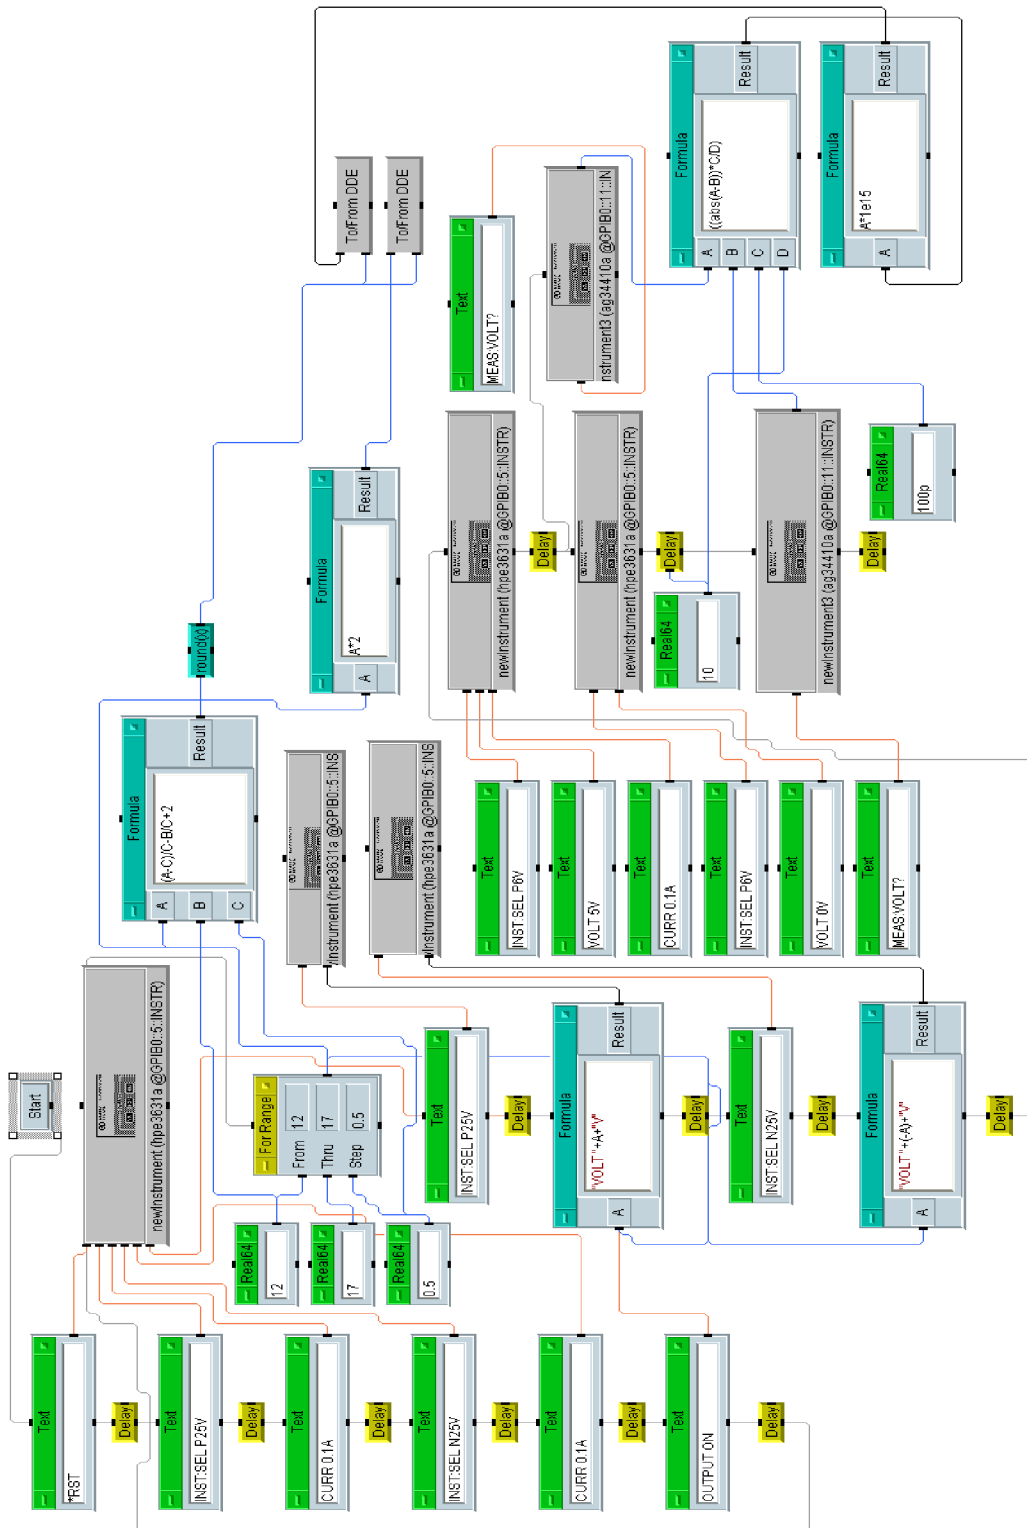 Start
Text
*RST
Delay
Text
INST:SEL P25V
Delay
Text
CURR 0.1A
Delay
Text
INST:SEL N25V
Delay
Text
CURR 0.1A
Delay
Text
OUTPUT ON
Delay
newInstrument (hpe3631a @GPIB0::5::INSTR)
Real64
12
Real64
17
Real64
0.5
For Range
From
12
Thru
17
Step
0.5
Text
INST:SEL P25V
Delay
Formula
A
"VOLT "+A+"V"
Result
Delay
Text
INST:SEL N25V
Delay
Formula
A
"VOLT "+(-A)+"V"
Result
Delay
Formula
A
B
C
(A-C)/C-B/C+2
Result
wInstrument (hpe3631a @GPIB0::5::INS
wInstrument (hpe3631a @GPIB0::5::INS
round(x)
Formula
A
A*2
Result
To/From DDE
To/From DDE
Text
INST:SEL P6V
Text
VOLT 5V
Text
CURR 0.1A
Text
INST:SEL P6V
Text
VOLT 0V
Text
MEAS:VOLT?
newInstrument (hpe3631a @GPIB0::5::INSTR)
Delay
newInstrument (hpe3631a @GPIB0::5::INSTR)
Delay
Real64
10
newInstrument3 (ag34410a @GPIB0::11::INSTR)
Delay
Real64
100p
Text
MEAS:VOLT?
nstrument3 (ag34410a @GPIB0::11::IN
Formula
A
B
C
D
((abs(A-B))*C/D)
Result
Formula
A
A*1e15
Result